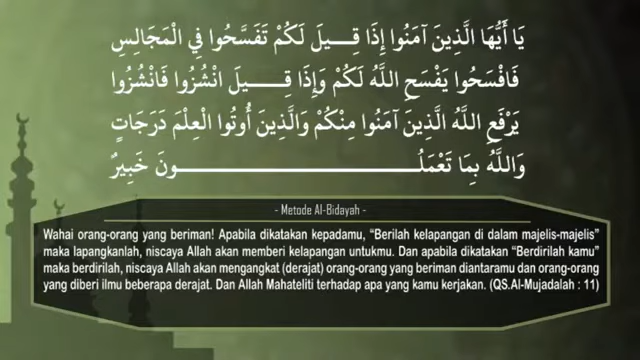 يَا أَيُّهَا الَّذِينَ آمَنُوا إِذَا قِيلَ لَكُمْ تَفَسَّحُوا فِي الْمَجَالِسِ
فَافْسَحُوا يَفْسَحِ اللَّهُ لَكُمْ وَإِذَا قِيلَ انْشُزُوا فَانْشُزُوا
يَرْفَعِ اللَّهُ الَّذِينَ آمَنُوا مِنْكُمْ وَالَّذِينَ أُوتُوا الْعِلْمَ دَرَجَاتٍ
وَاللَّهُ بِمَا تَعْمَلُونَ خَبِيرٌ
- Metode Al-Bidayah -
Wahai orang-orang yang beriman! Apabila dikatakan kepadamu, “Berilah kelapangan di dalam majelis-majelis”
maka lapangkanlah, niscaya Allah akan memberi kelapangan untukmu. Dan apabila dikatakan “Berdirilah kamu”
maka berdirilah, niscaya Allah akan mengangkat (derajat) orang-orang yang beriman diantaramu dan orang-orang
yang diberi ilmu beberapa derajat. Dan Allah Mahateliti terhadap apa yang kamu kerjakan. (QS.Al-Mujadalah : 11)